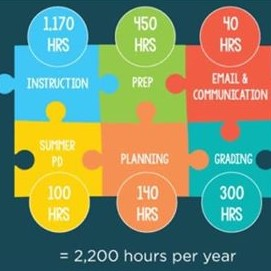 1,170
HRS
450
HRS
40
HRS
INSTRUCTION
PREP
EMAIL &
COMMUNICATION
SUMMER
PD
PLANNING
GRADING
100
HRS
140
HRS
300
HRS
= 2,200 hours per year